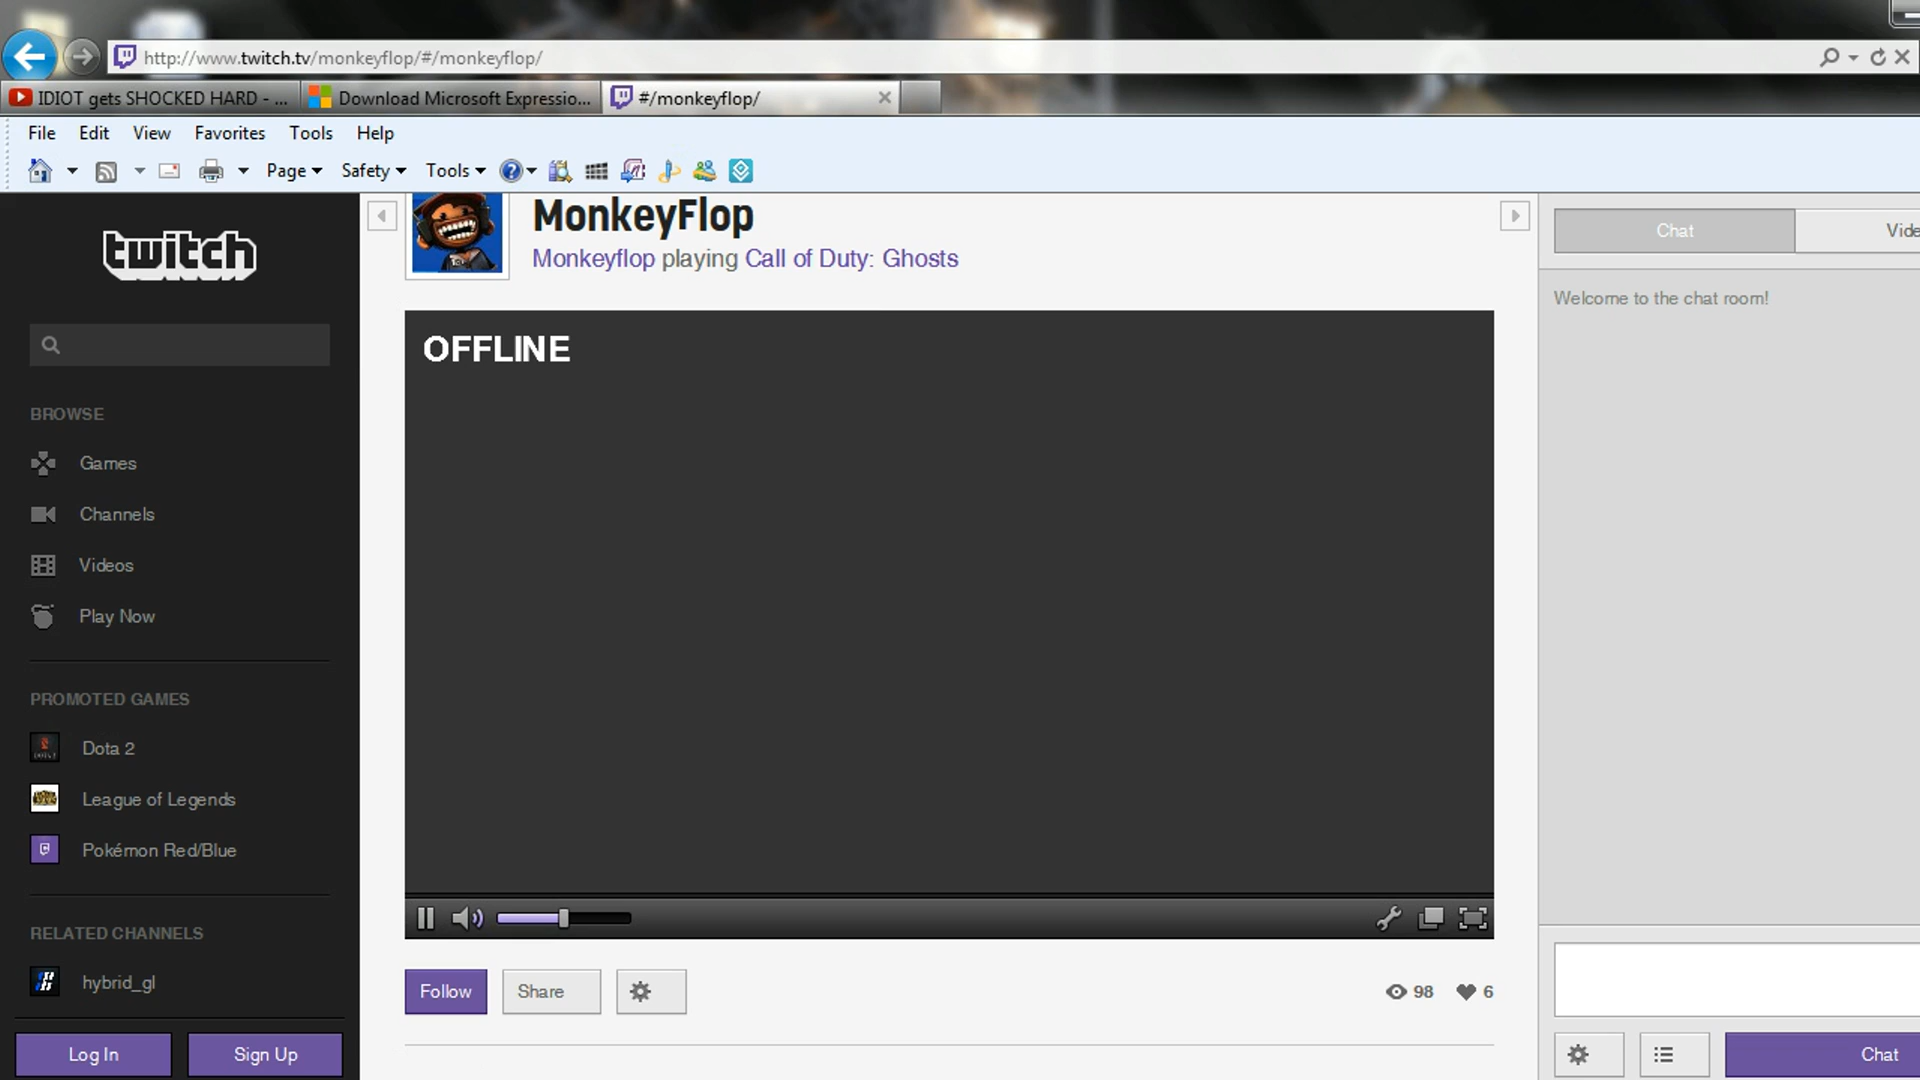 http://www.twitch.tv/monkeyflop/#/monkeyflop/
IDIOT gets SHOCKED HARD - ...
Download Microsoft Expressio...
#/monkeyflop/
File Edit View Favorites Tools Help
Page Safety Tools
twitch
MonkeyFlop
Monkeyflop playing Call of Duty: Ghosts
Chat
Vide
Welcome to the chat room!
OFFLINE
BROWSE
Games
Channels
Videos
Play Now
PROMOTED GAMES
Dota 2
League of Legends
Pokémon Red/Blue
RELATED CHANNELS
hybrid_gl
Log In
Sign Up
Follow
Share
98
6
Chat